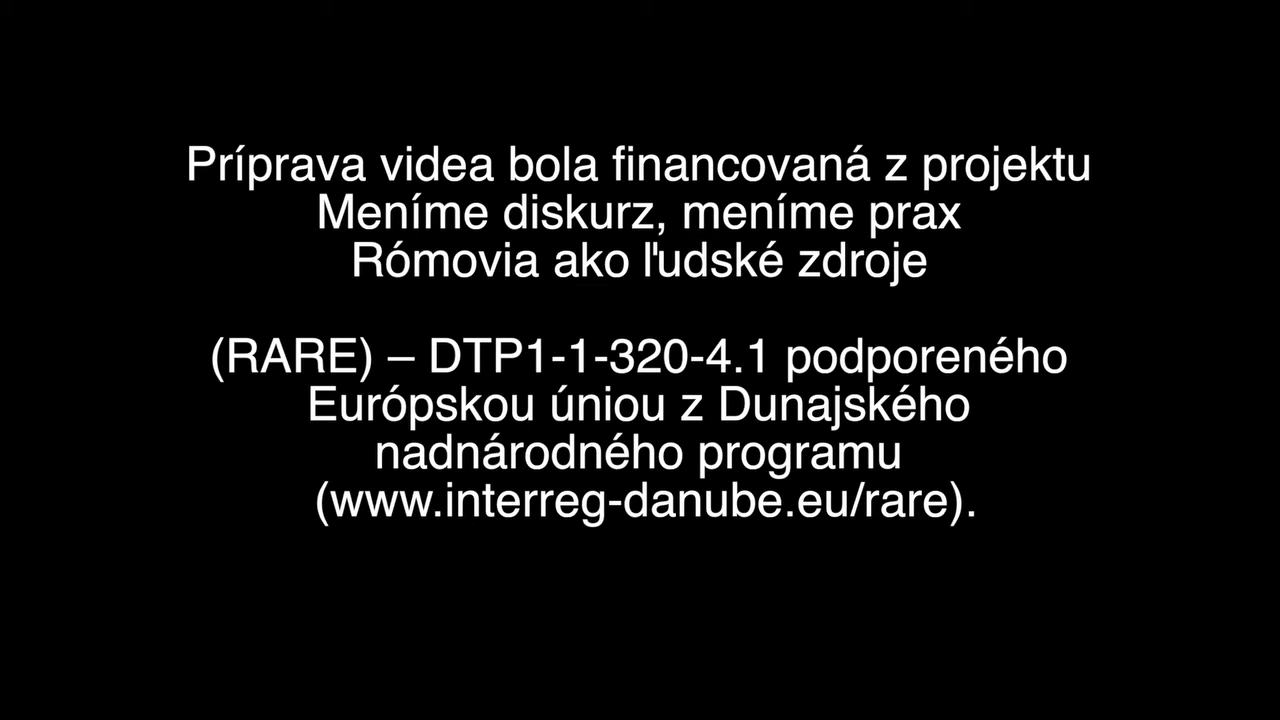 Príprava videa bola financovaná z projektu
Meníme diskurz, meníme prax
Rómovia ako ľudské zdroje
(RARE) – DTP1-1-320-4.1 podporeného
Európskou úniou z Dunajského
nadnárodného programu
(www.interreg-danube.eu/rare).